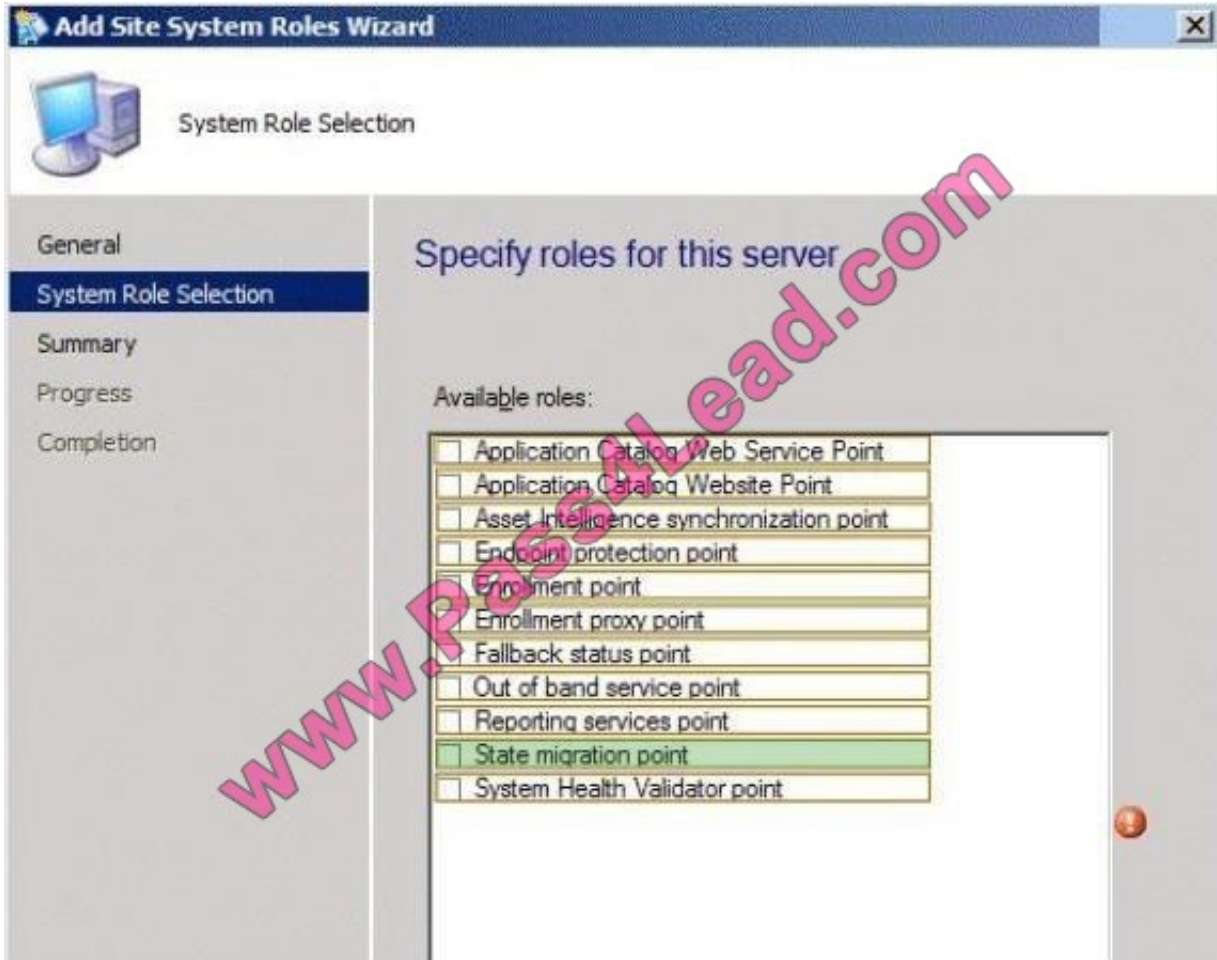 Add Site System Roles Wizard
System Role Selection
General
System Role Selection
Summary
Progress
Completion
Specify roles for this server
Available roles:
Application Catalog Web Service Point
Application Catalog Website Point
Asset Intelligence synchronization point
Endpoint protection point
Enrollment point
Enrollment proxy point
Fallback status point
Out of band service point
Reporting services point
State migration point
System Health Validator point
www.Pass4Lead.com